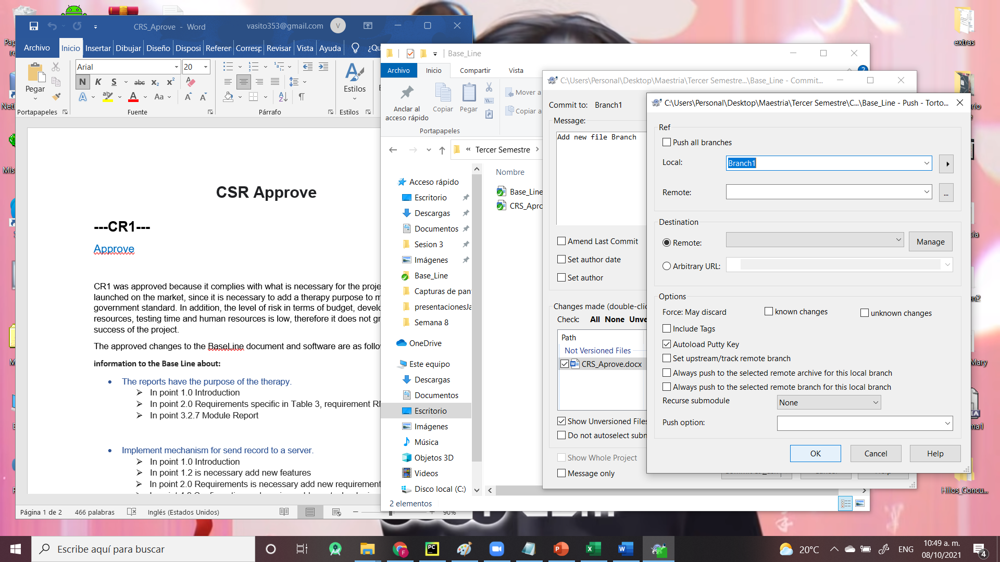 CRS_Aprove - Word
vasito353@gmail.com
V
Archivo
Inicio
Insertar
Dibujar
Diseño
Disposi
Referer
Corresp
Revisar
Vista
Ayuda
¿Qu
Pegar
Portapapeles
Arial
20
N K S abc x₂ x²
Aa
Fuente
Párrafo
Estilos
Estilos
CSR Approve
---CR1---
Approve
CR1 was approved because it complies with what is necessary for the proje
launched on the market, since it is necessary to add a therapy purpose to m
government standard. In addition, the level of risk in terms of budget, develo
resources, testing time and human resources is low, therefore it does not gr
success of the project.
The approved changes to the BaseLine document and software are as follow
information to the Base Line about:
The reports have the purpose of the therapy.
In point 1.0 Introduction
In point 2.0 Requirements specific in Table 3, requirement R
In point 3.2.7 Module Report
Implement mechanism for send record to a server.
In point 1.0 Introduction
In point 1.2 is necessary add new features
In point 2.0 Requirements is necessary add new requirement
Página 1 de 2
466 palabras
Inglés (Estados Unidos)
90%
Base_Line
Archivo
Inicio
Compartir
Vista
Anclar al
acceso rápido
Copiar
Pegar
Mover a
Copiar a
Portapapeles
« Tercer Semestre
Nombre
Base_Line
CRS_Apro
Acceso rápido
Escritorio
Descargas
Documentos
Sesion 3
Imágenes
Base_Line
Capturas de pan
presentacionesJa
Semana 8
OneDrive
Este equipo
Descargas
Documentos
Escritorio
Imágenes
Música
Objetos 3D
Videos
Disco local (C:)
2 elementos
C:\Users\Personal\Desktop\Maestria\Tercer Semestre...\Base_Line - Commit...
Commit to: Branch1
Message:
Add new file Branch
Amend Last Commit
Set author date
Set author
Changes made (double-clic
Check: All None Unve
Path
Not Versioned Files
CRS_Aprove.docx
Show Unversioned Files
Do not autoselect subm
Show Whole Project
Message only
C:\Users\Personal\Desktop\Maestria\Tercer Semestre\C...\Base_Line - Push - Torto...
Ref
Push all branches
Local:
Branch1
Remote:
...
Destination
Remote:
Manage
Arbitrary URL:
Options
Force: May discard
known changes
unknown changes
Include Tags
Autoload Putty Key
Set upstream/track remote branch
Always push to the selected remote archive for this local branch
Always push to the selected remote branch for this local branch
Recurse submodule
None
Push option:
OK
Cancel
Help
extras
Mary
Hilos_Concu...
Escribe aquí para buscar
20°C
ENG
10:49 a. m.
08/10/2021
4